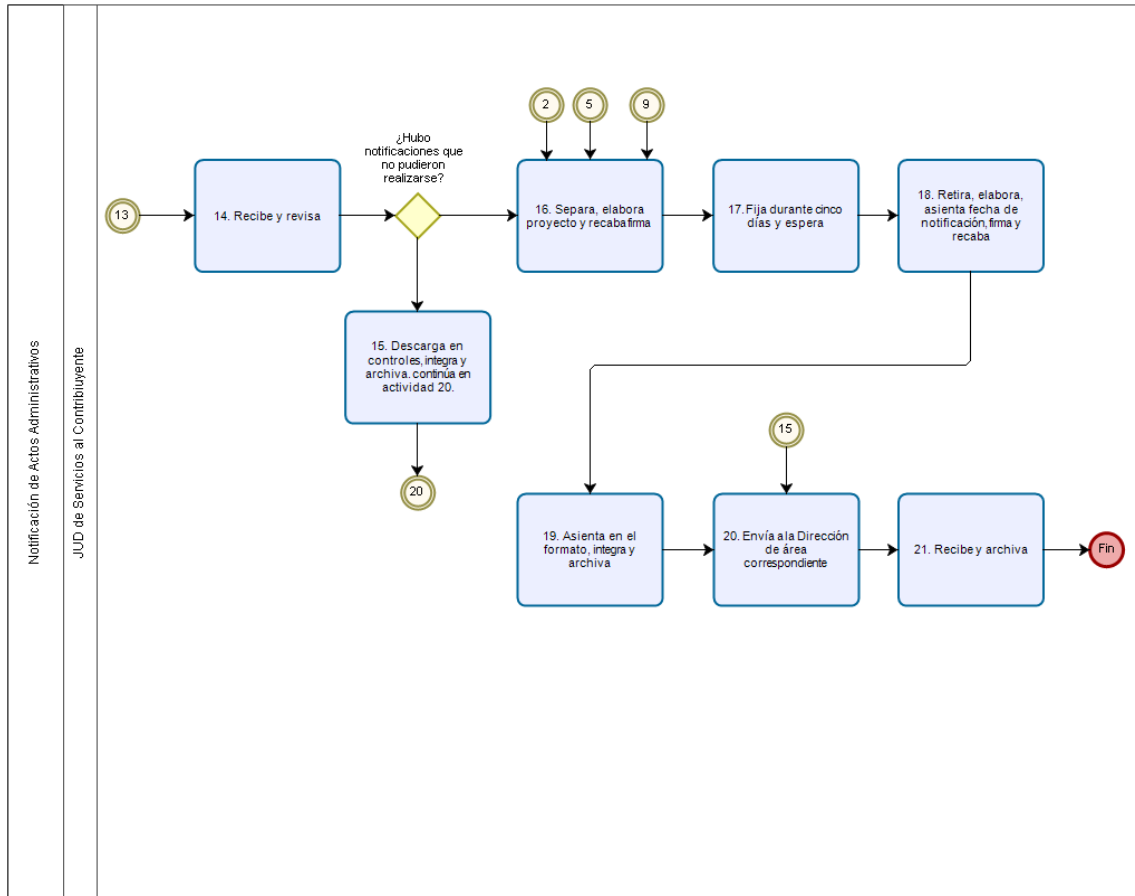 Notificación de Actos Administrativos
JUD de Servicios al Contribiuyente
2
5
9
¿Hubo
notificaciones que
no pudieron
realizarse?
13
14. Recibe y revisa
16. Separa, elabora
proyecto y recaba firma
17. Fija durante cinco
días y espera
18. Retira, elabora,
asienta fecha de
notificación, firma y
recaba
15. Descarga en
controles, integra y
archiva. continúa en
actividad 20.
20
15
19. Asienta en el
formato, integra y
archiva
20. Envía a la Dirección
de área
correspondiente
21. Recibe y archiva
Fin